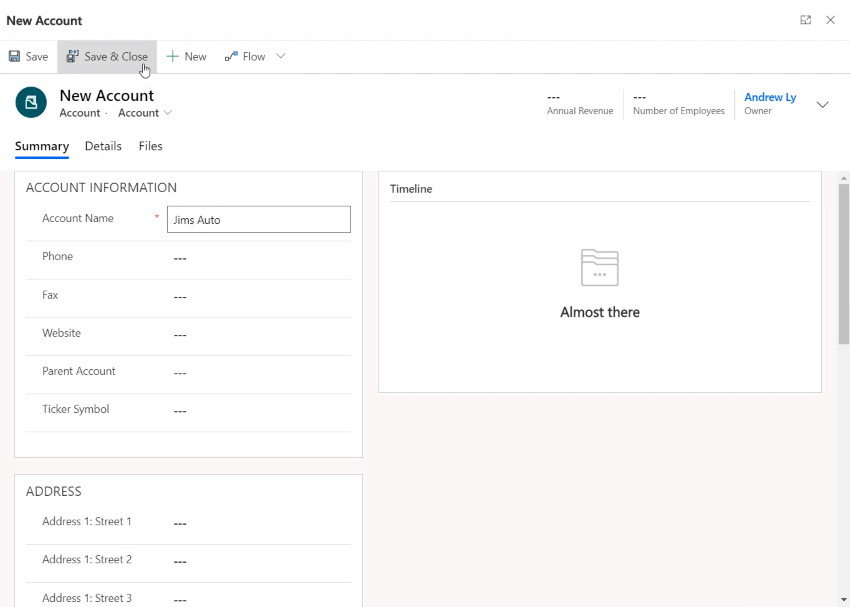 New Account
Save Save & Close New Flow
New Account
Account · Account
--- Annual Revenue
--- Number of Employees
Andrew Ly
Owner
Summary Details Files
ACCOUNT INFORMATION
Account Name * Jims Auto
Phone ---
Fax ---
Website ---
Parent Account ---
Ticker Symbol ---
Timeline
Almost there
ADDRESS
Address 1: Street 1 ---
Address 1: Street 2 ---
Address 1: Street 3 ---